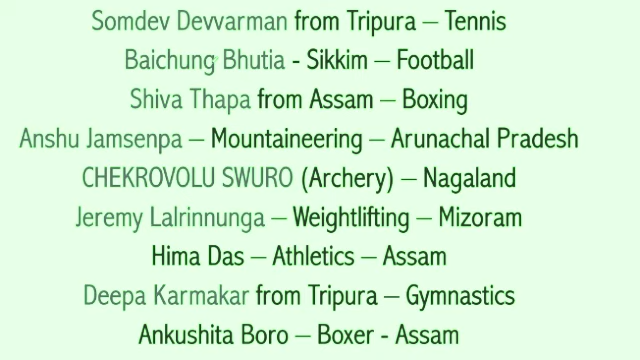 Somdev Devvarman from Tripura – Tennis
Baichung Bhutia - Sikkim – Football
Shiva Thapa from Assam – Boxing
Anshu Jamsenpa – Mountaineering – Arunachal Pradesh
CHEKROVOLU SWURO (Archery) – Nagaland
Jeremy Lalrinnunga – Weightlifting – Mizoram
Hima Das – Athletics – Assam
Deepa Karmakar from Tripura – Gymnastics
Ankushita Boro – Boxer - Assam